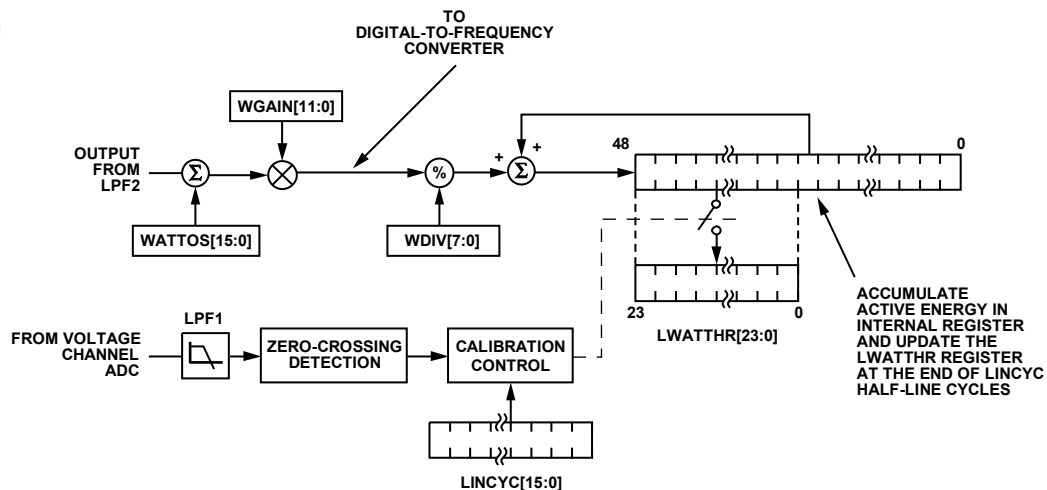 TO
DIGITAL-TO-FREQUENCY
CONVERTER
WGAIN[11:0]
OUTPUT
FROM
LPF2
Σ
%
+
+
Σ
48
0
WATTOS[15:0]
WDIV[7:0]
23
0
LWATTHR[23:0]
ACCUMULATE
ACTIVE ENERGY IN
INTERNAL REGISTER
AND UPDATE THE
LWATTHR REGISTER
AT THE END OF LINCYC
HALF-LINE CYCLES
FROM VOLTAGE
CHANNEL
ADC
LPF1
ZERO-CROSSING
DETECTION
CALIBRATION
CONTROL
LINCYC[15:0]